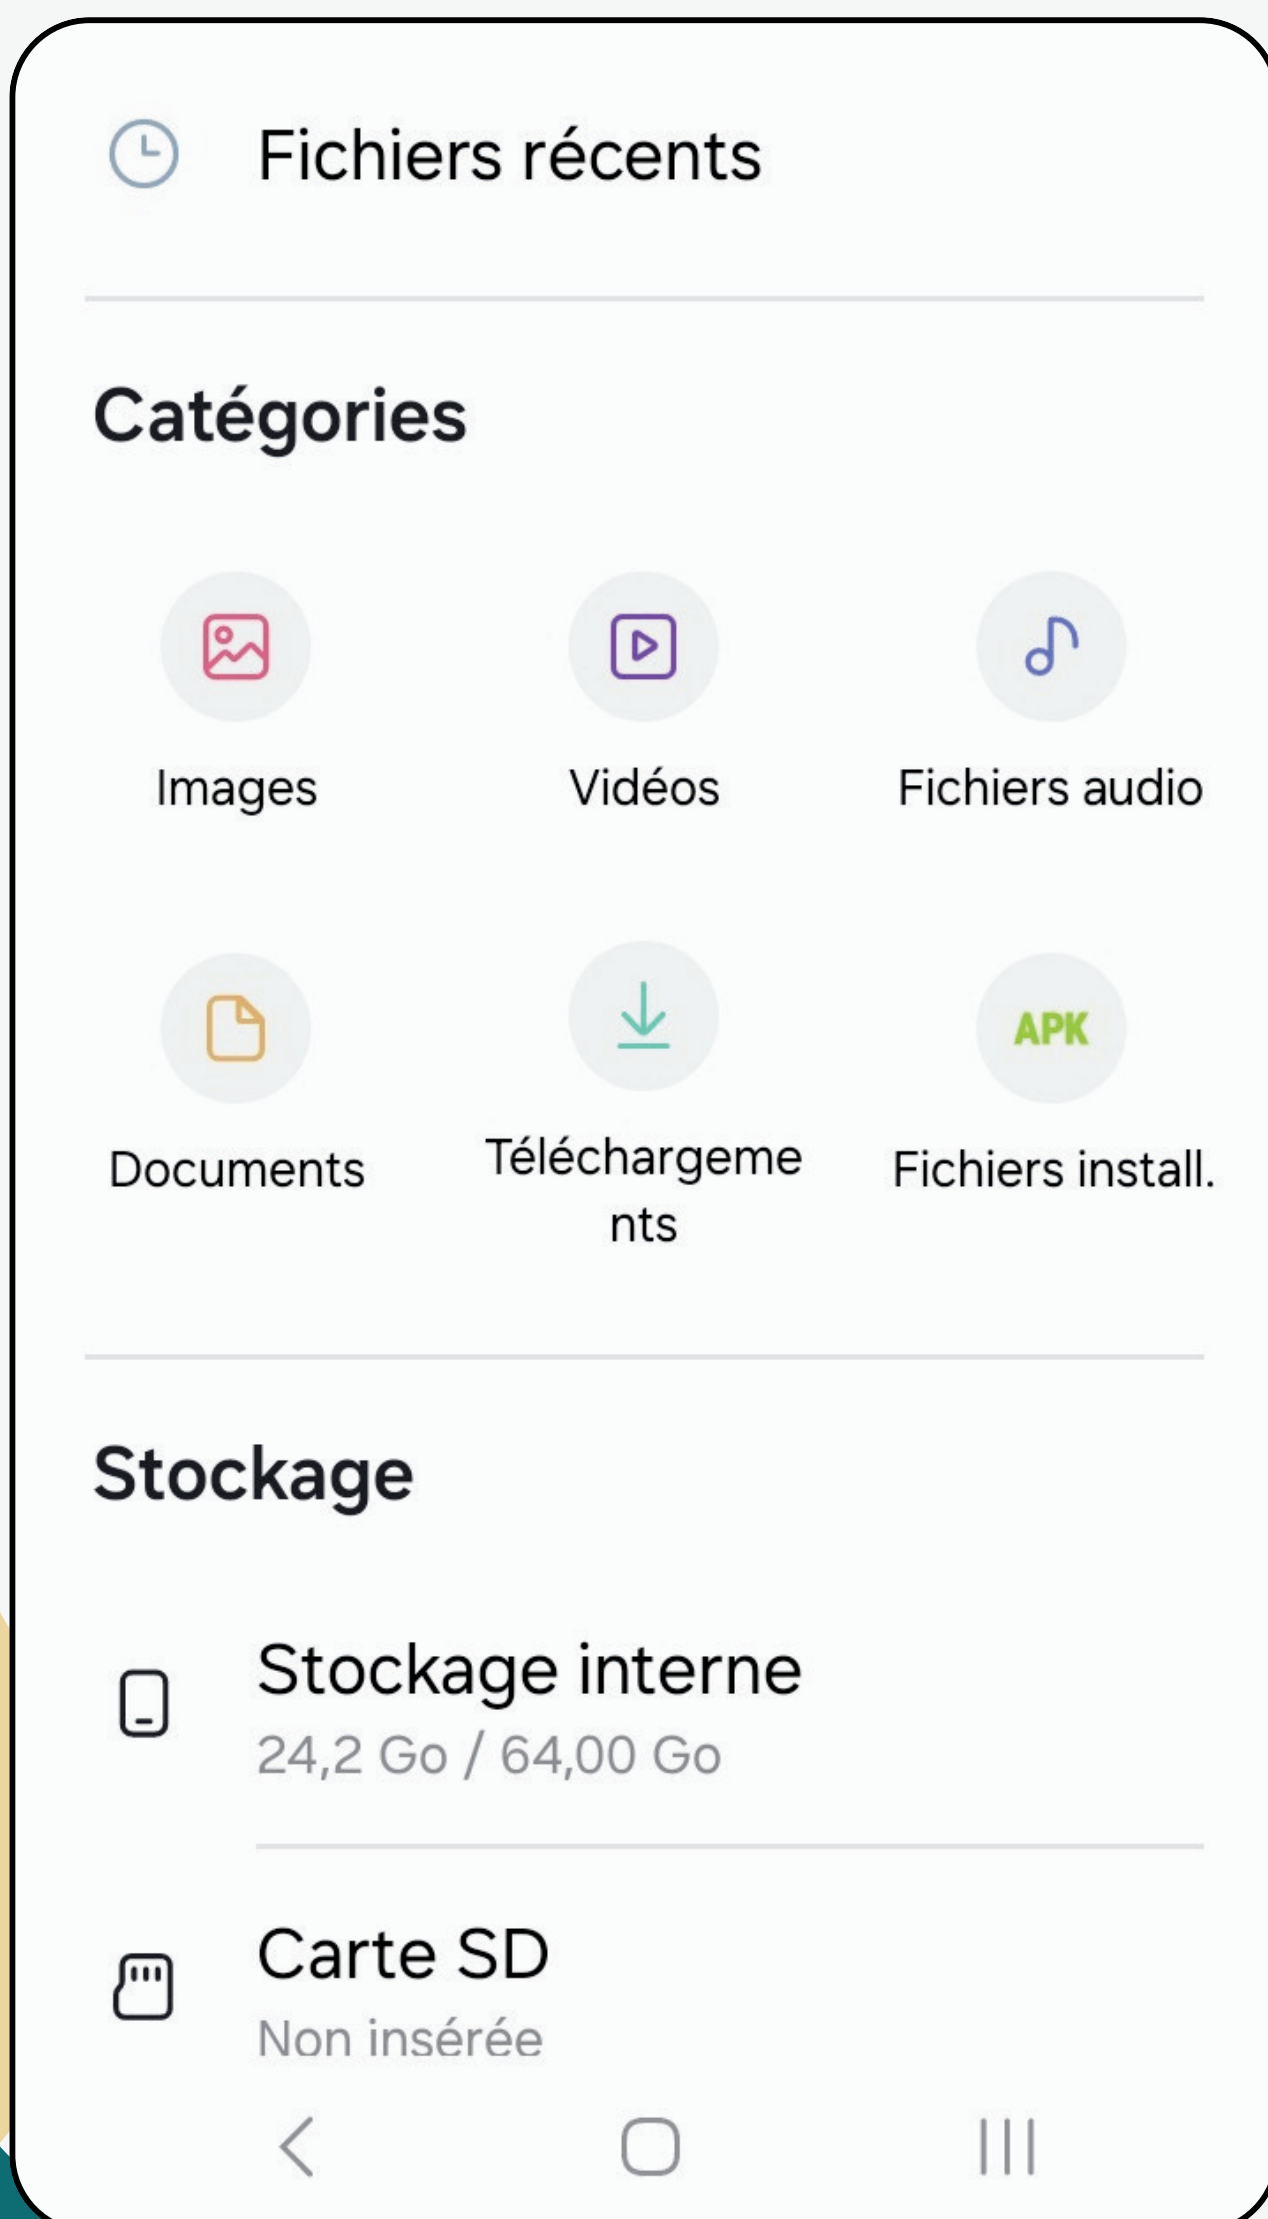 Fichiers récents
Catégories
Images
Vidéos
Fichiers audio
Documents
Téléchargeme
nts
APK
Fichiers install.
Stockage
Stockage interne
24,2 Go / 64,00 Go
Carte SD
Non insérée